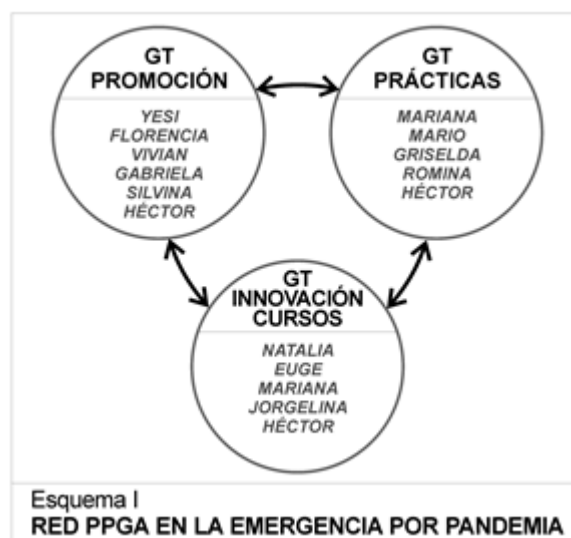 GT
PROMOCIÓN
YESI
FLORENCIA
VIVIAN
GABRIELA
SILVINA
HÉCTOR
GT
PRÁCTICAS
MARIANA
MARIO
GRISELDA
ROMINA
HÉCTOR
GT
INNOVACIÓN
CURSOS
NATALIA
EUGE
MARIANA
JORGELINA
HÉCTOR
Esquema I
RED PPGA EN LA EMERGENCIA POR PANDEMIA